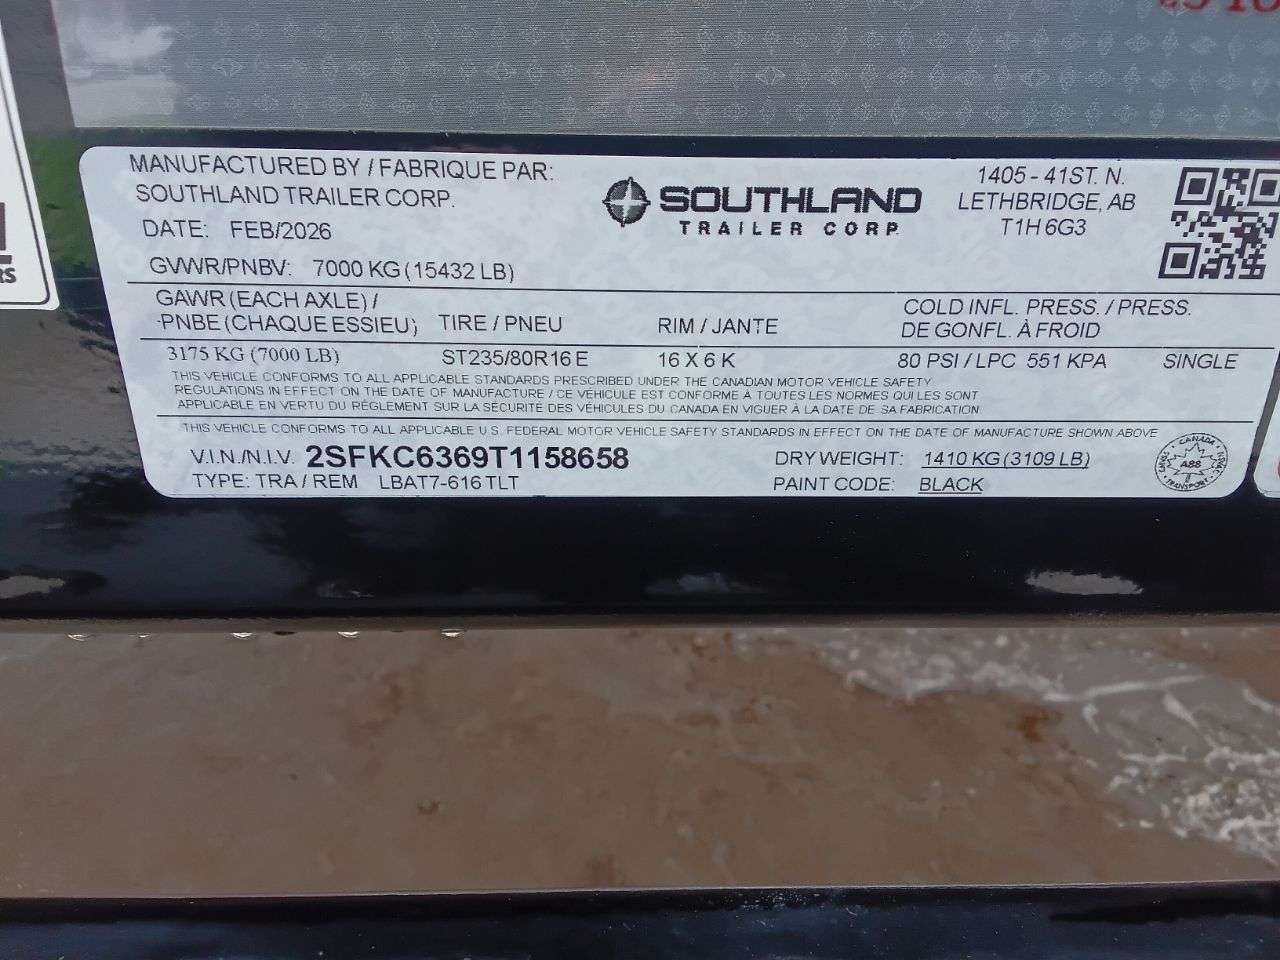 MANUFACTURED BY / FABRIQUE PAR:
SOUTHLAND TRAILER CORP.
DATE: FEB/2026
SOUTHLAND
TRAILER CORP.
1405 - 41ST. N.
LETHBRIDGE, AB
T1H 6G3
GVWR/PNBV: 7000 KG (15432 LB)
GAWR (EACH AXLE) /
PNBE (CHAQUE ESSIEU) TIRE / PNEU RIM / JANTE
COLD INFL. PRESS. / PRESS.
DE GONFL. À FROID
3175 KG (7000 LB) ST235/80R16 E 16 X 6 K 80 PSI / LPC 551 KPA SINGLE
THIS VEHICLE CONFORMS TO ALL APPLICABLE STANDARDS PRESCRIBED UNDER THE CANADIAN MOTOR VEHICLE SAFETY
REGULATIONS IN EFFECT ON THE DATE OF MANUFACTURE / CE VÉHICULE EST CONFORME À TOUTES LES NORMES QUI LES SONT
APPLICABLE EN VERTU DU RÈGLEMENT SUR LA SÉCURITÉ DES VÉHICULES DU CANADA EN VIGUER À LA DATE DE SA FABRICATION
THIS VEHICLE CONFORMS TO ALL APPLICABLE U.S. FEDERAL MOTOR VEHICLE SAFETY STANDARDS IN EFFECT ON THE DATE OF MANUFACTURE SHOWN ABOVE
V.I.N./N.I.V. 2SFKC6369T1158658 DRY WEIGHT: 1410 KG (3109 LB)
TYPE: TRA / REM LBAT7-616TLT PAINT CODE: BLACK
CANADA
A88
TRANSPORT